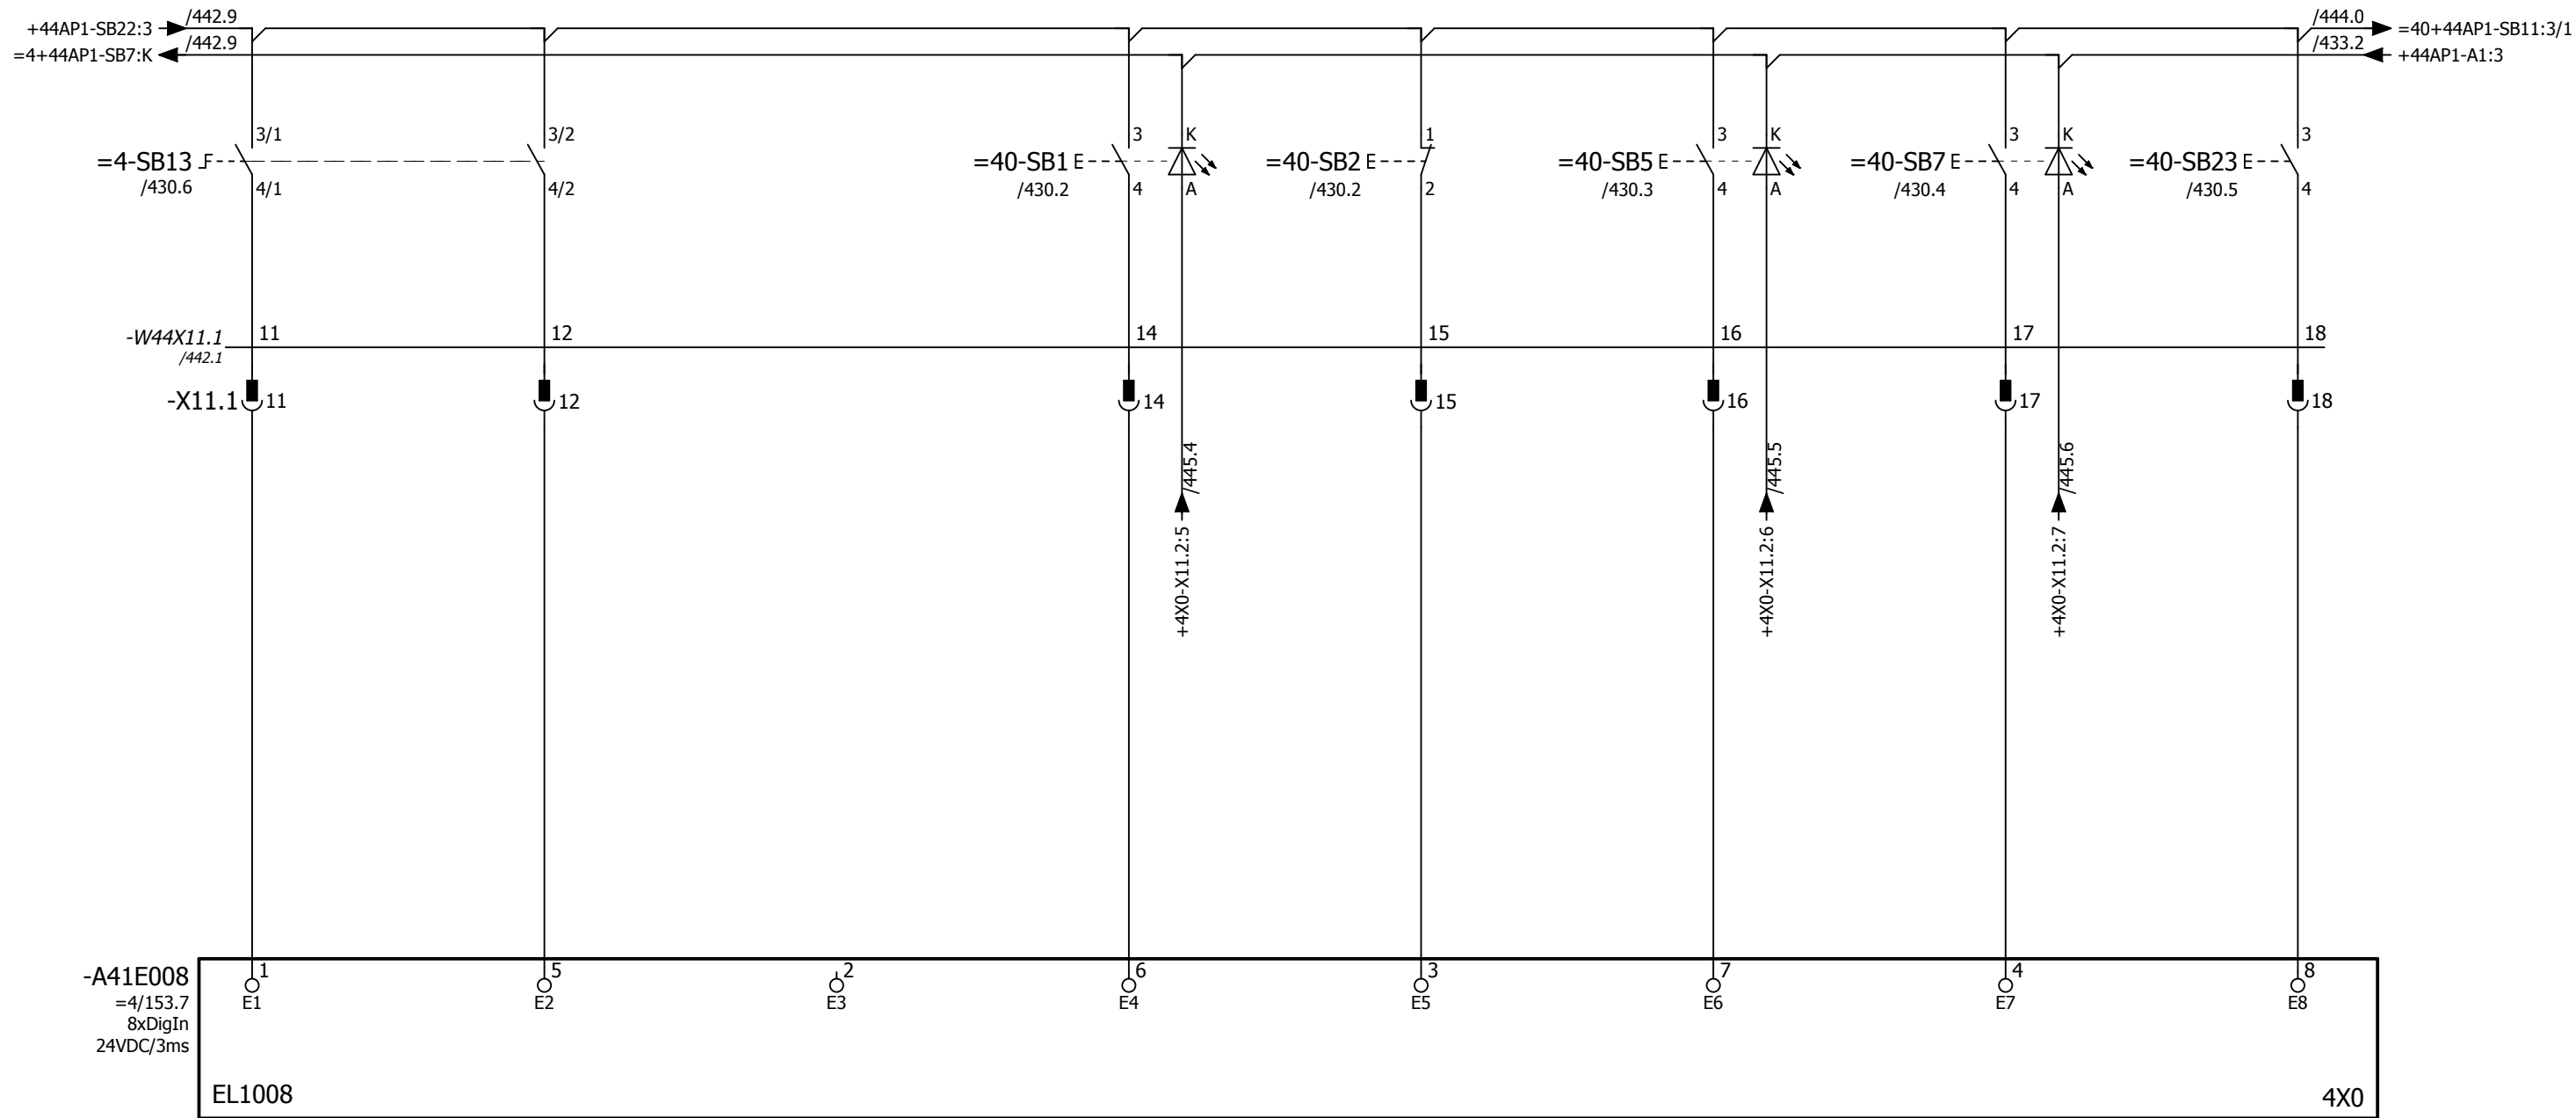 +44AP1-SB22:3 /442.9 /444.0 =40+44AP1-SB11:3/1
=4+44AP1-SB7:K /442.9 /433.2 +44AP1-A1:3
3/1 3/2 3 K 1 3 K 3 K 3
=4-SB13 =40-SB1 =40-SB2 =40-SB5 =40-SB7 =40-SB23
/430.6 4/1 4/2 /430.2 4 A /430.2 2 /430.3 4 A /430.4 4 A /430.5 4
-W44X11.1 11 12 14 15 16 17 18
/442.1
-X11.1 11 12 14 15 16 17 18
/445.4 /445.5 /445.6
+4X0-X11.2:5 +4X0-X11.2:6 +4X0-X11.2:7
-A41E008 1 5 2 6 3 7 4 8
=4/153.7 E1 E2 E3 E4 E5 E6 E7 E8
8xDigIn
24VDC/3ms
EL1008 4X0